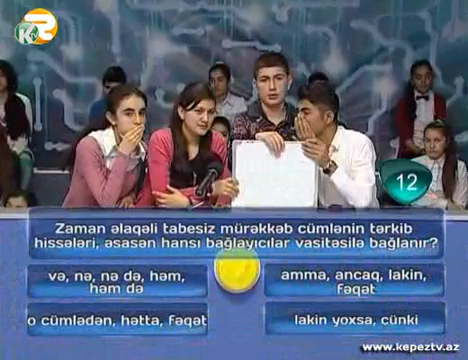 K
12
Zaman əlaqəli tabesiz mürəkkəb cümlənin tərkib
hissələri, əsasən hansı bağlayıcılar vasitəsilə bağlanır?
və, nə, nə də, həm,
həm də
amma, ancaq, lakin,
fəqət
o cümlədən, hətta, fəqət
lakin yoxsa, cünki
www.kepeztv.az